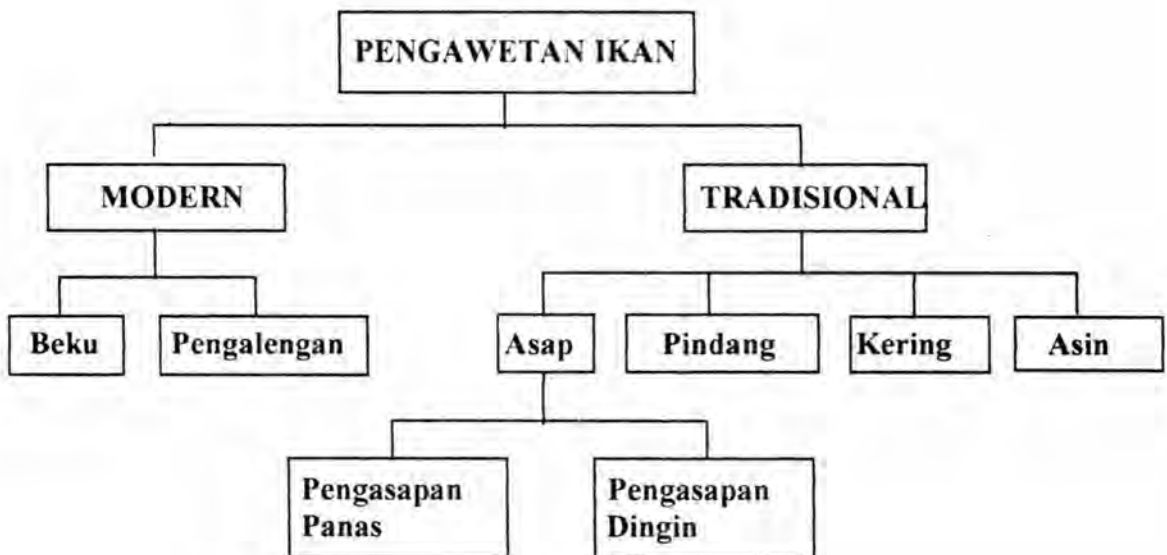 PENGAWETAN IKAN
MODERN
TRADISIONAL
Beku
Pengalengan
Asap
Pindang
Kering
Asin
Pengasapan
Panas
Pengasapan
Dingin